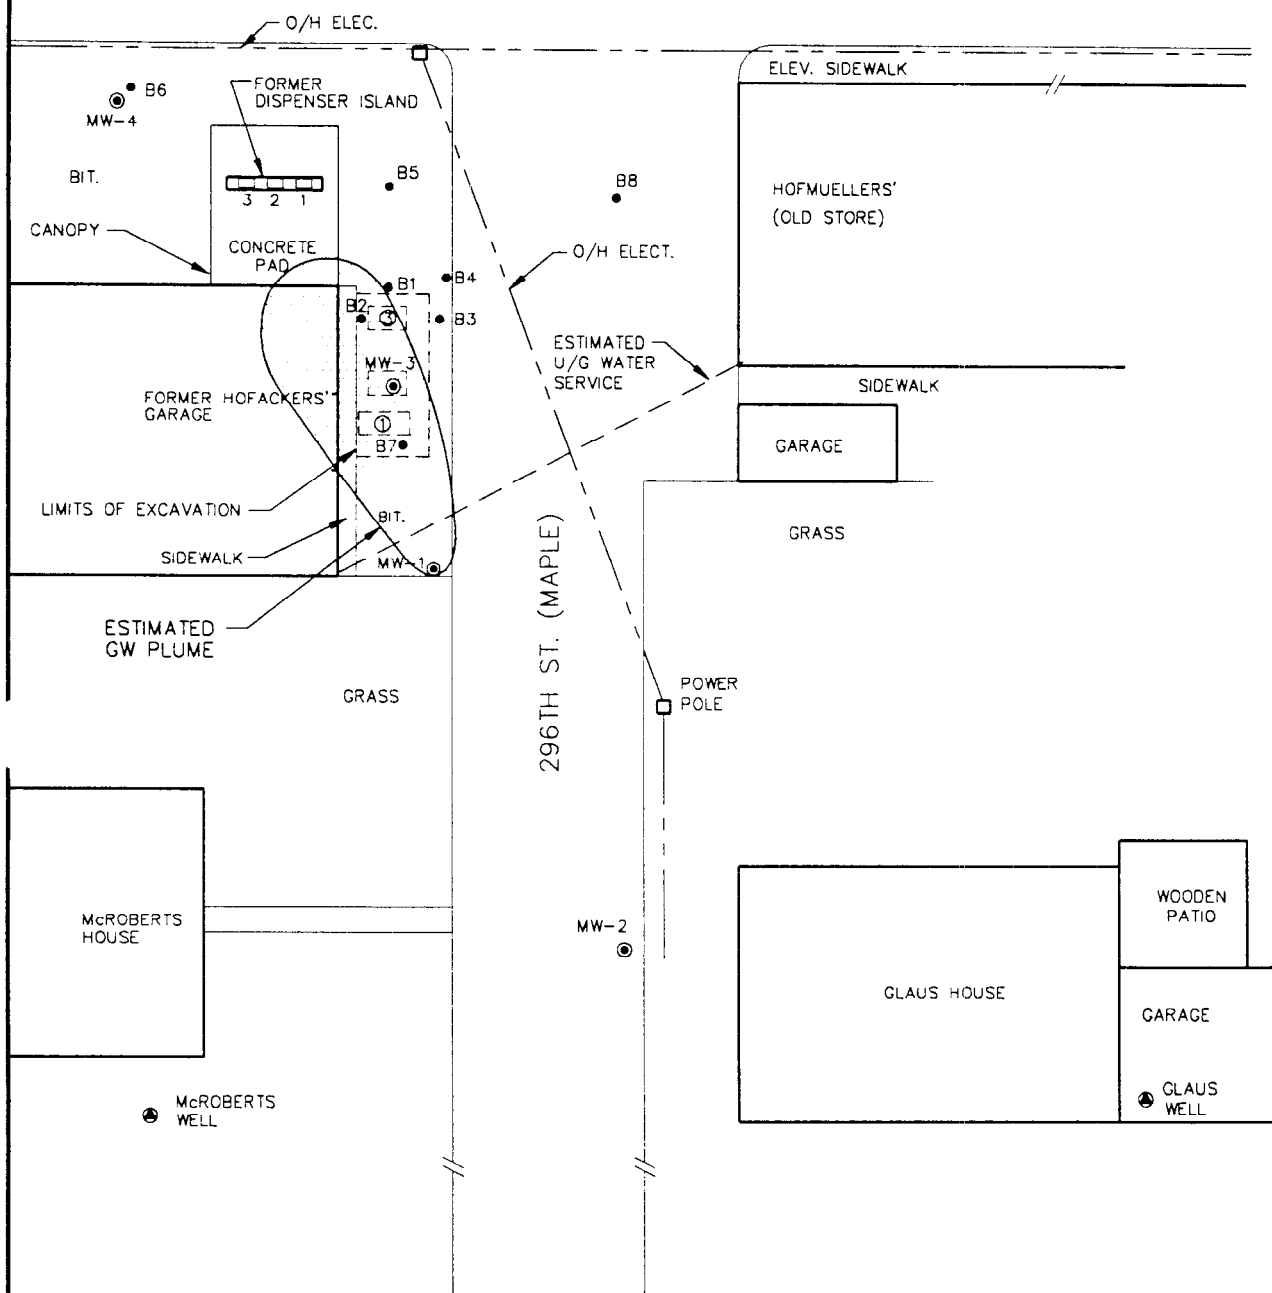 O/H ELEC.
ELEV. SIDEWALK
FORMER
DISPENSER ISLAND
B6
MW-4
BIT.
B5
B8
3 2 1
HOFMUELLERS'
(OLD STORE)
CANOPY
CONCRETE
PAD
O/H ELECT.
B1
B4
B2
3
B3
ESTIMATED
U/G WATER
SERVICE
MW-3
SIDEWALK
FORMER HOFACKERS'
GARAGE
1
B7
GARAGE
LIMITS OF EXCAVATION
BIT.
GRASS
SIDEWALK
MW-1
296TH ST. (MAPLE)
ESTIMATED
GW PLUME
GRASS
POWER
POLE
McROBERTS
HOUSE
MW-2
WOODEN
PATIO
GLAUS HOUSE
GARAGE
McROBERTS
WELL
GLAUS
WELL